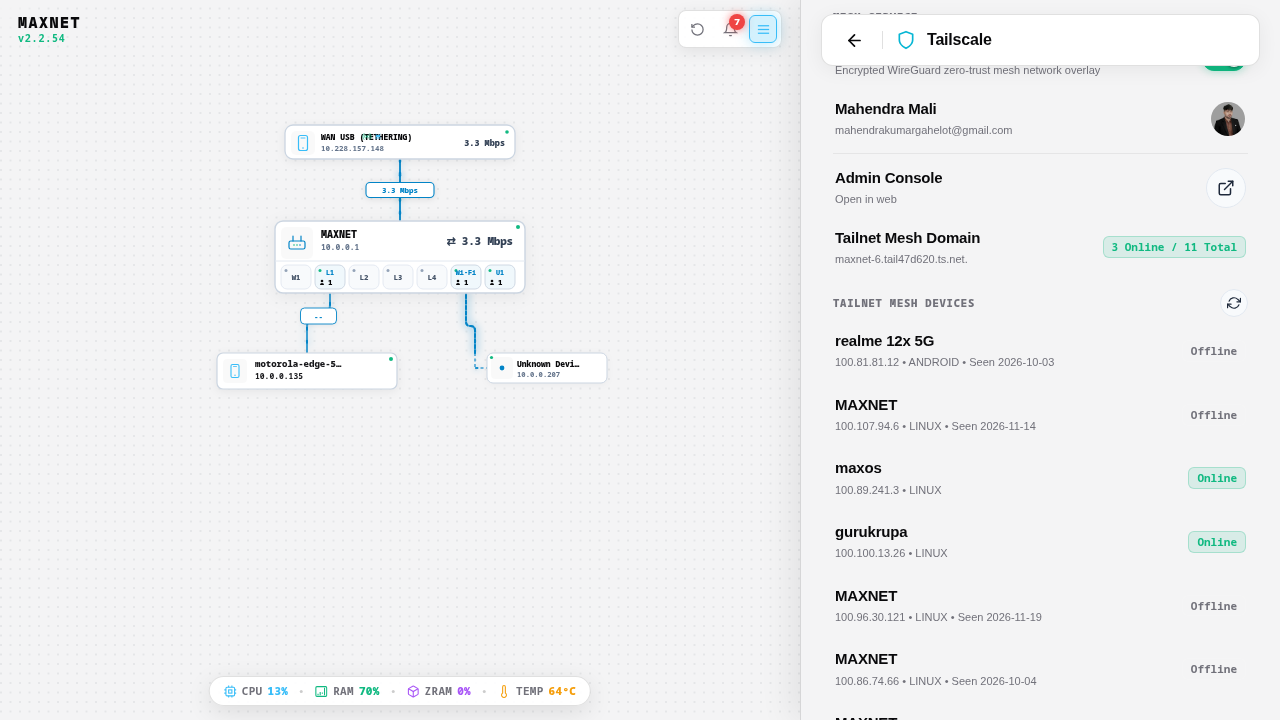 MAXNET
v2.2.54
7
WAN USB (TETHERING)
10.228.157.148
3.3 Mbps
3.3 Mbps
MAXNET
10.0.0.1
⇄ 3.3 Mbps
W1
L1
1
L2
L3
L4
Wi-Fi
1
U1
1
--
motorola-edge-5…
10.0.0.135
Unknown Devi…
10.0.0.207
CPU 13% • RAM 70% • ZRAM 0% • TEMP 64°C
Tailscale
Encrypted WireGuard zero-trust mesh network overlay
Mahendra Mali
mahendrakumargahelot@gmail.com
Admin Console
Open in web
Tailnet Mesh Domain
maxnet-6.tail47d620.ts.net.
3 Online / 11 Total
TAILNET MESH DEVICES
realme 12x 5G
100.81.81.12 • ANDROID • Seen 2026-10-03
Offline
MAXNET
100.107.94.6 • LINUX • Seen 2026-11-14
Offline
maxos
100.89.241.3 • LINUX
Online
gurukrupa
100.100.13.26 • LINUX
Online
MAXNET
100.96.30.121 • LINUX • Seen 2026-11-19
Offline
MAXNET
100.86.74.66 • LINUX • Seen 2026-10-04
Offline